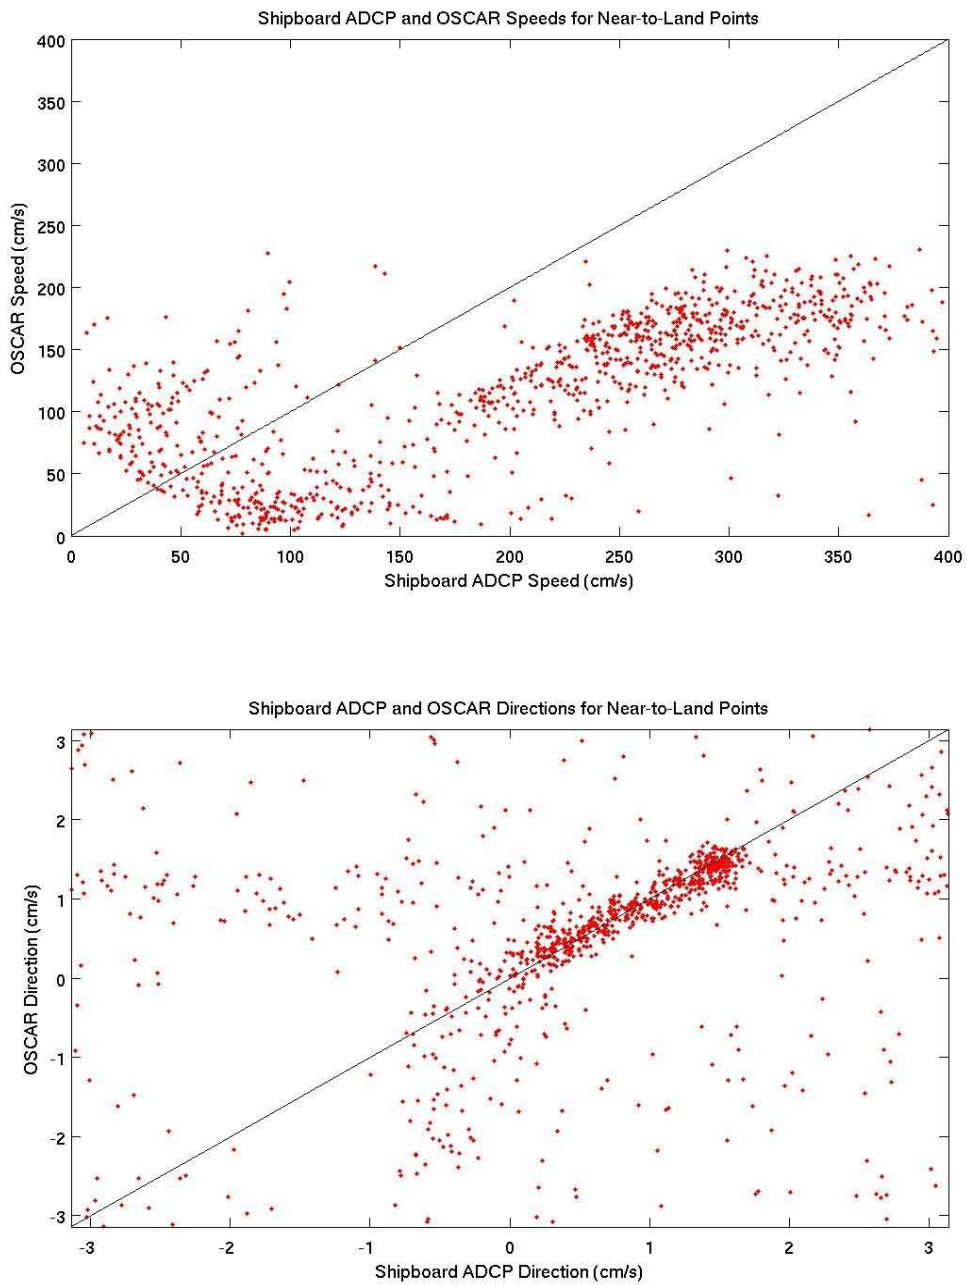 Shipboard ADCP and OSCAR Speeds for Near-to-Land Points
400
350
300
250
200
150
100
50
0
OSCAR Speed (cm/s)
0 50 100 150 200 250 300 350 400
Shipboard ADCP Speed (cm/s)
Shipboard ADCP and OSCAR Directions for Near-to-Land Points
3
2
1
0
-1
-2
-3
OSCAR Direction (cm/s)
-3 -2 -1 0 1 2 3
Shipboard ADCP Direction (cm/s)